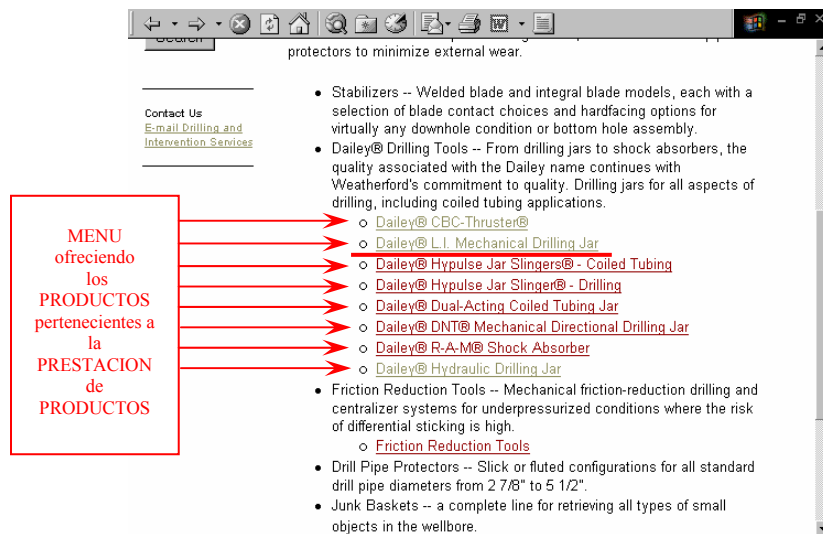 protectors to minimize external wear.
Stabilizers -- Welded blade and integral blade models, each with a
selection of blade contact choices and hardfacing options for
virtually any downhole condition or bottom hole assembly.
Contact Us
E-mail Drilling and
Intervention Services
Dailey® Drilling Tools -- From drilling jars to shock absorbers, the
quality associated with the Dailey name continues with
Weatherford's commitment to quality. Drilling jars for all aspects of
drilling, including coiled tubing applications.
MENU
ofreciendo
los
PRODUCTOS
pertenecientes a
la
PRESTACION
de
PRODUCTOS
Dailey® CBC-Thruster®
Dailey® L.I. Mechanical Drilling Jar
Dailey® Hypulse Jar Slingers® - Coiled Tubing
Dailey® Hypulse Jar Slinger® - Drilling
Dailey® Dual-Acting Coiled Tubing Jar
Dailey® DNT® Mechanical Directional Drilling Jar
Dailey® R-A-M® Shock Absorber
Dailey® Hydraulic Drilling Jar
Friction Reduction Tools -- Mechanical friction-reduction drilling and
centralizer systems for underpressurized conditions where the risk
of differential sticking is high.
Friction Reduction Tools
Drill Pipe Protectors -- Slick or fluted configurations for all standard
drill pipe diameters from 2 7/8" to 5 1/2".
Junk Baskets -- a complete line for retrieving all types of small
objects in the wellbore.